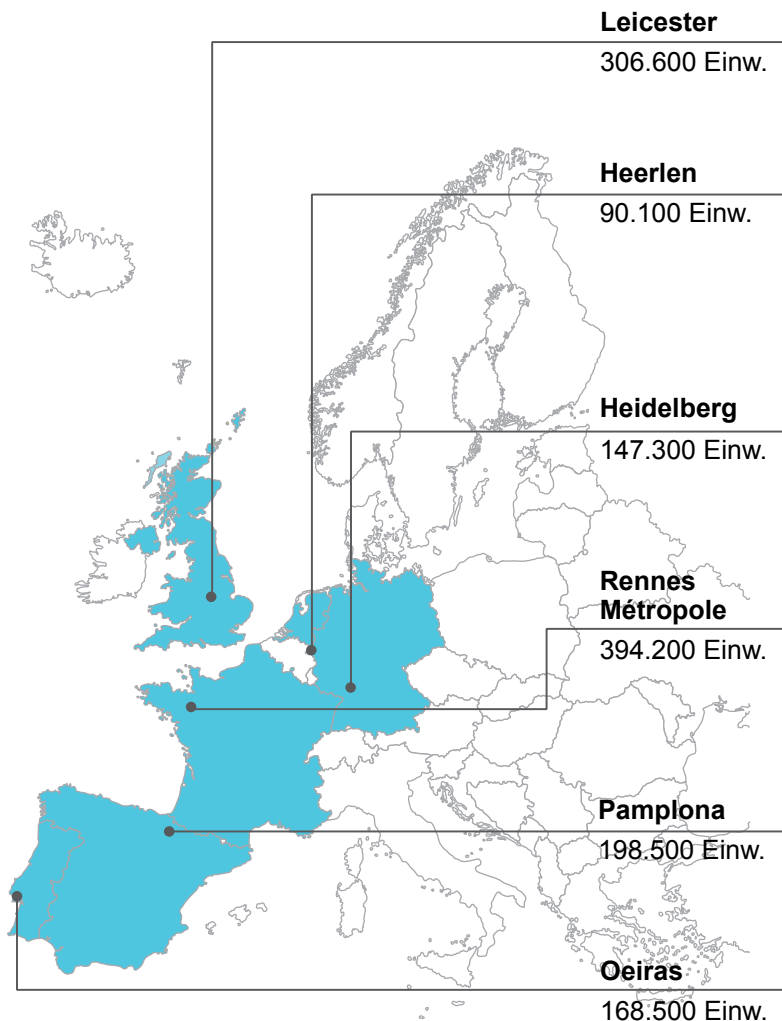 Leicester
306.600 Einw.
Heerlen
90.100 Einw.
Heidelberg
147.300 Einw.
Rennes
Métropole
394.200 Einw.
Pamplona
198.500 Einw.
Oeiras
168.500 Einw.